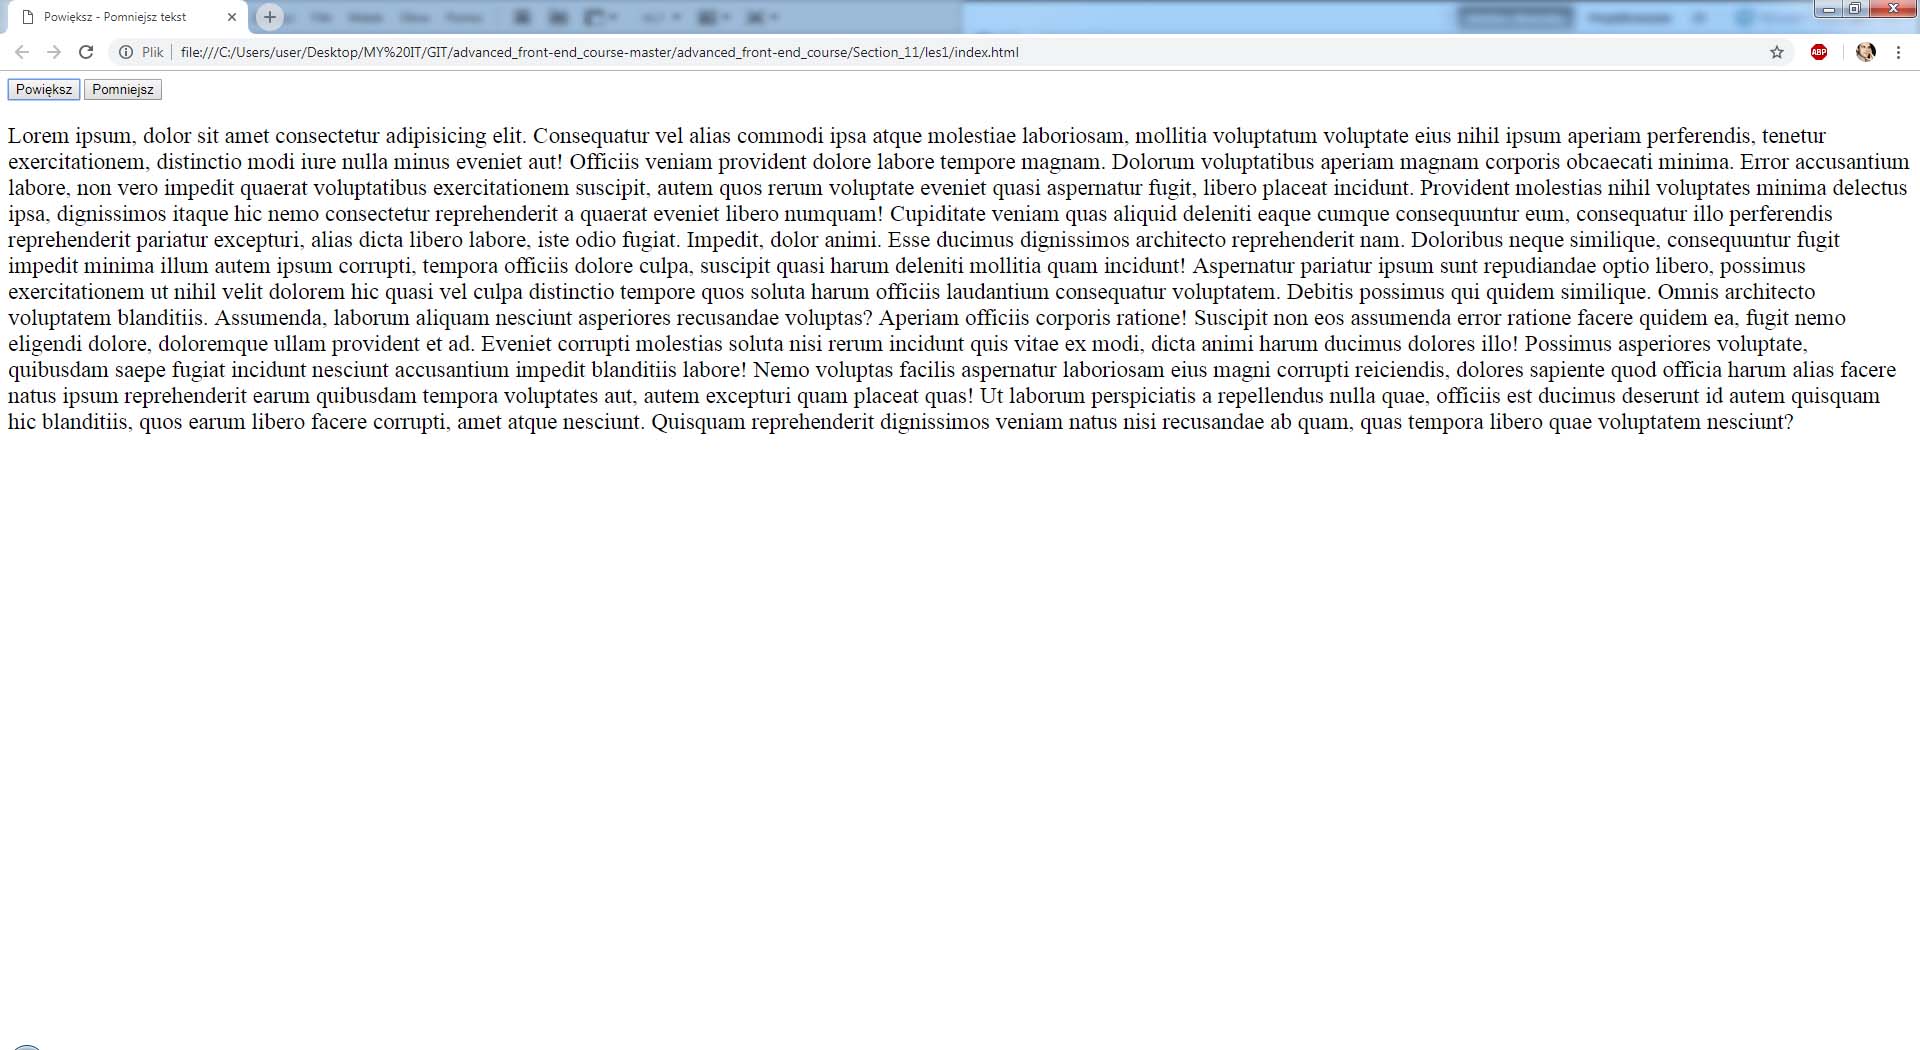 Powiększ - Pomniejsz tekst
Plik file:///C:/Users/user/Desktop/MY%20IT/GIT/advanced_front-end_course-master/advanced_front-end_course/Section_11/les1/index.html
ABP
Powiększ Pomniejsz
Lorem ipsum, dolor sit amet consectetur adipisicing elit. Consequatur vel alias commodi ipsa atque molestiae laboriosam, mollitia voluptatum voluptate eius nihil ipsum aperiam perferendis, tenetur
exercitationem, distinctio modi iure nulla minus eveniet aut! Officiis veniam provident dolore labore tempore magnam. Dolorum voluptatibus aperiam magnam corporis obcaecati minima. Error accusantium
labore, non vero impedit quaerat voluptatibus exercitationem suscipit, autem quos rerum voluptate eveniet quasi aspernatur fugit, libero placeat incidunt. Provident molestias nihil voluptates minima delectus
ipsa, dignissimos itaque hic nemo consectetur reprehenderit a quaerat eveniet libero numquam! Cupiditate veniam quas aliquid deleniti eaque cumque consequuntur eum, consequatur illo perferendis
reprehenderit pariatur excepturi, alias dicta libero labore, iste odio fugiat. Impedit, dolor animi. Esse ducimus dignissimos architecto reprehenderit nam. Doloribus neque similique, consequuntur fugit
impedit minima illum autem ipsum corrupti, tempora officiis dolore culpa, suscipit quasi harum deleniti mollitia quam incidunt! Aspernatur pariatur ipsum sunt repudiandae optio libero, possimus
exercitationem ut nihil velit dolorem hic quasi vel culpa distinctio tempore quos soluta harum officiis laudantium consequatur voluptatem. Debitis possimus qui quidem similique. Omnis architecto
voluptatem blanditiis. Assumenda, laborum aliquam nesciunt asperiores recusandae voluptas? Aperiam officiis corporis ratione! Suscipit non eos assumenda error ratione facere quidem ea, fugit nemo
eligendi dolore, doloremque ullam provident et ad. Eveniet corrupti molestias soluta nisi rerum incidunt quis vitae ex modi, dicta animi harum ducimus dolores illo! Possimus asperiores voluptate,
quibusdam saepe fugiat incidunt nesciunt accusantium impedit blanditiis labore! Nemo voluptas facilis aspernatur laboriosam eius magni corrupti reiciendis, dolores sapiente quod officia harum alias facere
natus ipsum reprehenderit earum quibusdam tempora voluptates aut, autem excepturi quam placeat quas! Ut laborum perspiciatis a repellendus nulla quae, officiis est ducimus deserunt id autem quisquam
hic blanditiis, quos earum libero facere corrupti, amet atque nesciunt. Quisquam reprehenderit dignissimos veniam natus nisi recusandae ab quam, quas tempora libero quae voluptatem nesciunt?